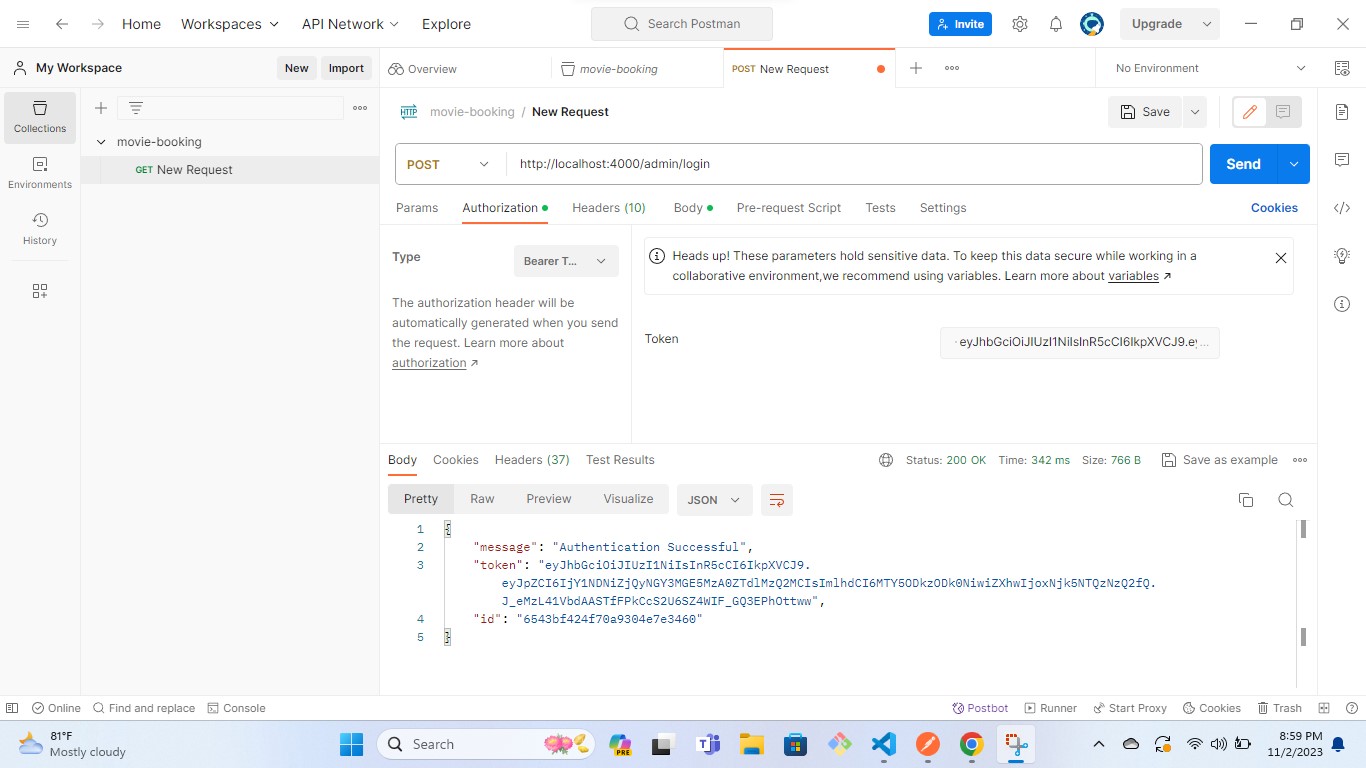 Home Workspaces API Network Explore Search Postman Invite Upgrade
My Workspace New Import Overview movie-booking POST New Request No Environment
Collections
movie-booking
GET New Request
Environments
History
HTTP movie-booking / New Request Save
POST http://localhost:4000/admin/login Send
Params Authorization Headers (10) Body Pre-request Script Tests Settings Cookies
Type Bearer T...
The authorization header will be
automatically generated when you send
the request. Learn more about
authorization ↗
Heads up! These parameters hold sensitive data. To keep this data secure while working in a
collaborative environment,we recommend using variables. Learn more about variables ↗
Token eyJhbGciOiJIUzI1NiIsInR5cCI6IkpXVCJ9.ey...
Body Cookies Headers (37) Test Results Status: 200 OK Time: 342 ms Size: 766 B Save as example
Pretty Raw Preview Visualize JSON
1 {
2 "message": "Authentication Successful",
3 "token": "eyJhbGciOiJIUzI1NiIsInR5cCI6IkpXVCJ9.
eyJpZCI6IjY1NDNiZjQyNGY3MGE5MzA0ZTdlMzQ2MCIsImlhdCI6MTY5ODkzODk0NiwiZXhwIjoxNjk5NTQzNzQ2fQ.
J_eMzL41VbdAASTfFPkCcS2U6SZ4WIF_GQ3EPhOttww",
4 "id": "6543bf424f70a9304e7e3460"
5 }
Online Find and replace Console Postbot Runner Start Proxy Cookies Trash
81°F
Mostly cloudy
Search
PRE
8:59 PM
11/2/2023